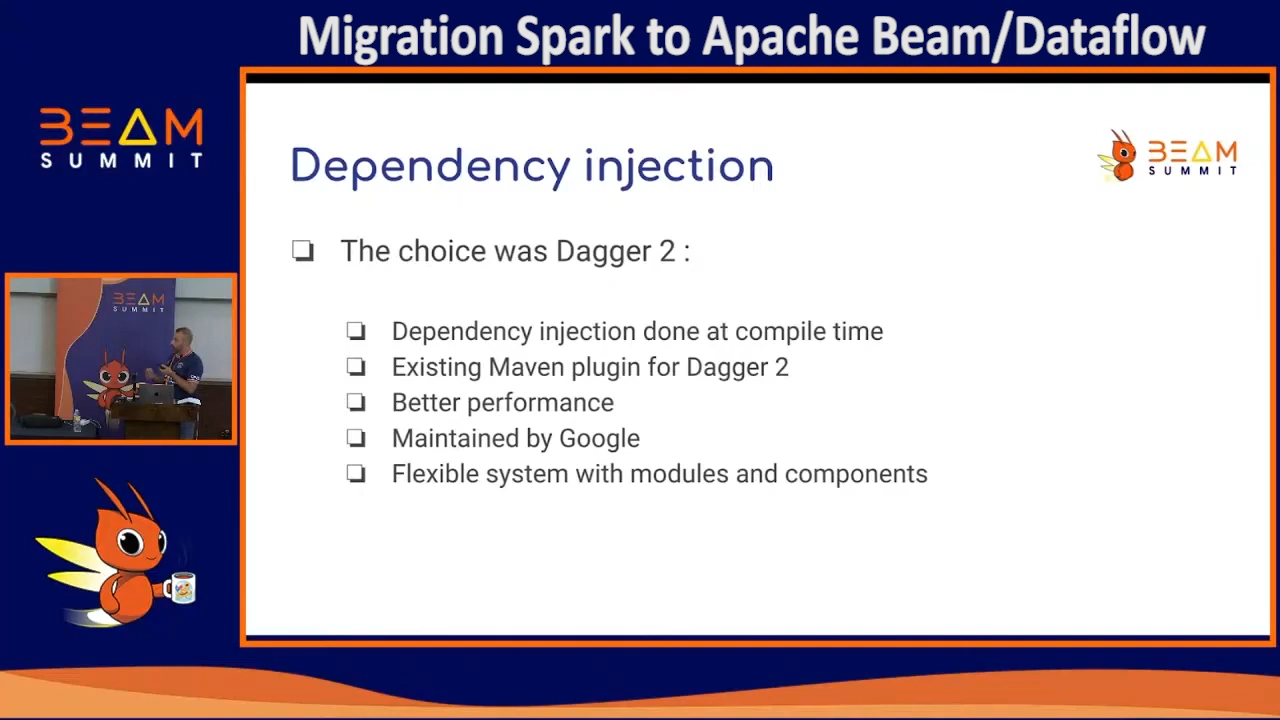 Migration Spark to Apache Beam/Dataflow
BEAM
SUMMIT
Dependency injection
BEAM
SUMMIT
The choice was Dagger 2 :
Dependency injection done at compile time
Existing Maven plugin for Dagger 2
Better performance
Maintained by Google
Flexible system with modules and components
BEAM
SUMMIT